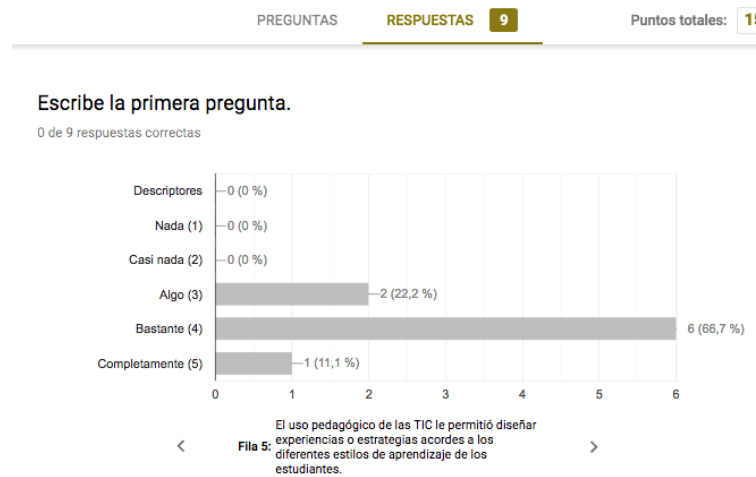 PREGUNTAS RESPUESTAS 9 Puntos totales:
Escribe la primera pregunta.
0 de 9 respuestas correctas
Descriptores 0 (0 %)
Nada (1) 0 (0 %)
Casi nada (2) 0 (0 %)
Algo (3) 2 (22,2 %)
Bastante (4) 6 (66,7 %)
Completamente (5) 1 (11,1 %)
0 1 2 3 4 5 6
El uso pedagógico de las TIC le permitió diseñar
Fila 5: experiencias o estrategias acordes a los
diferentes estilos de aprendizaje de los
estudiantes.